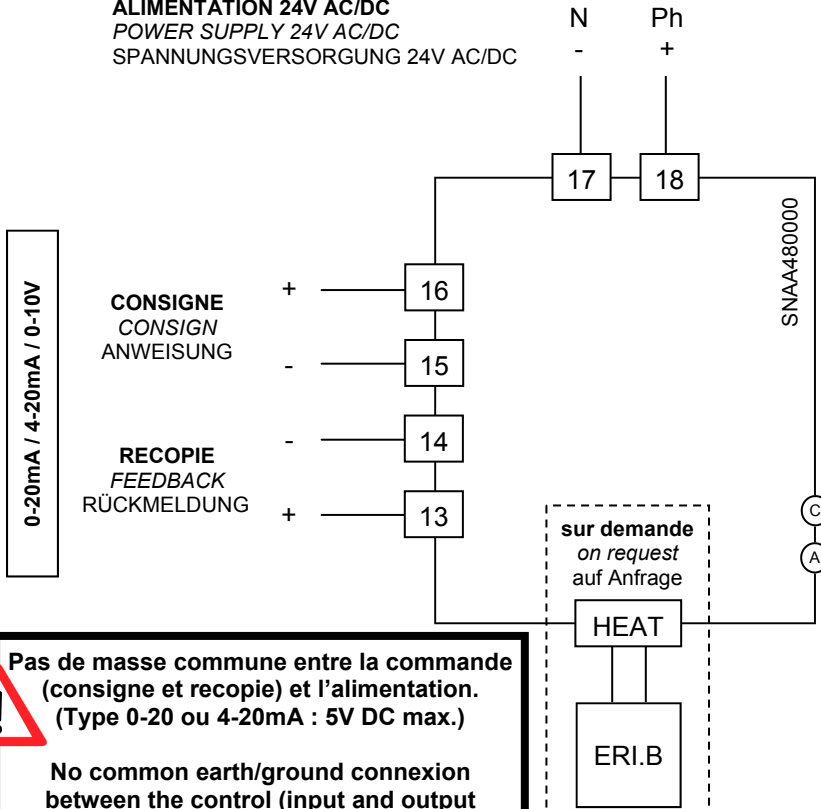 ALIMENTATION 24V AC/DC
POWER SUPPLY 24V AC/DC
SPANNUNGSVERSORGUNG 24V AC/DC
N
Ph
-
+
17
18
SNAA480000
0-20mA / 4-20mA / 0-10V
CONSIGNE
CONSIGN
ANWEISUNG
+
16
-
15
RECOPIE
FEEDBACK
RÜCKMELDUNG
-
14
+
13
C
A
sur demande
on request
auf Anfrage
HEAT
ERI.B
!
Pas de masse commune entre la commande
(consigne et recopie) et l'alimentation.
(Type 0-20 ou 4-20mA : 5V DC max.)
No common earth/ground connexion
between the control (input and output